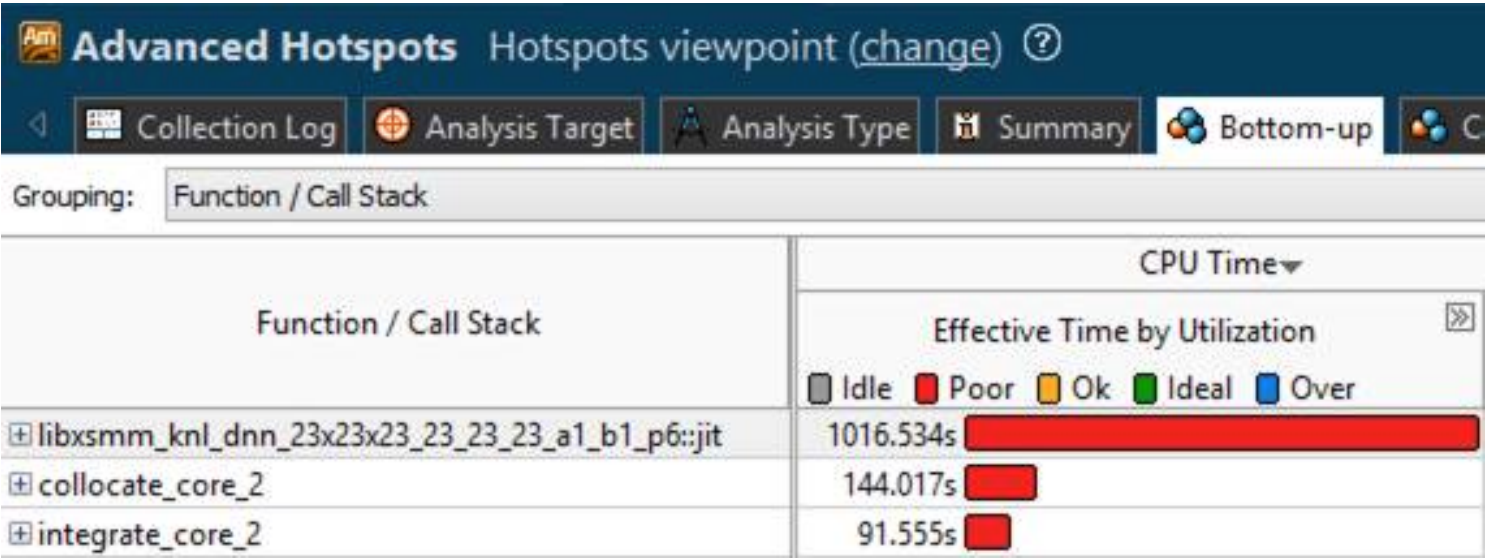 Am Advanced Hotspots Hotspots viewpoint (change) ?
Collection Log Analysis Target Analysis Type Summary Bottom-up C
Grouping: Function / Call Stack
CPU Time
Function / Call Stack
Effective Time by Utilization
Idle Poor Ok Ideal Over
libxsmm_knl_dnn_23x23x23_23_23_23_a1_b1_p6::jit 1016.534s
collocate_core_2 144.017s
integrate_core_2 91.555s